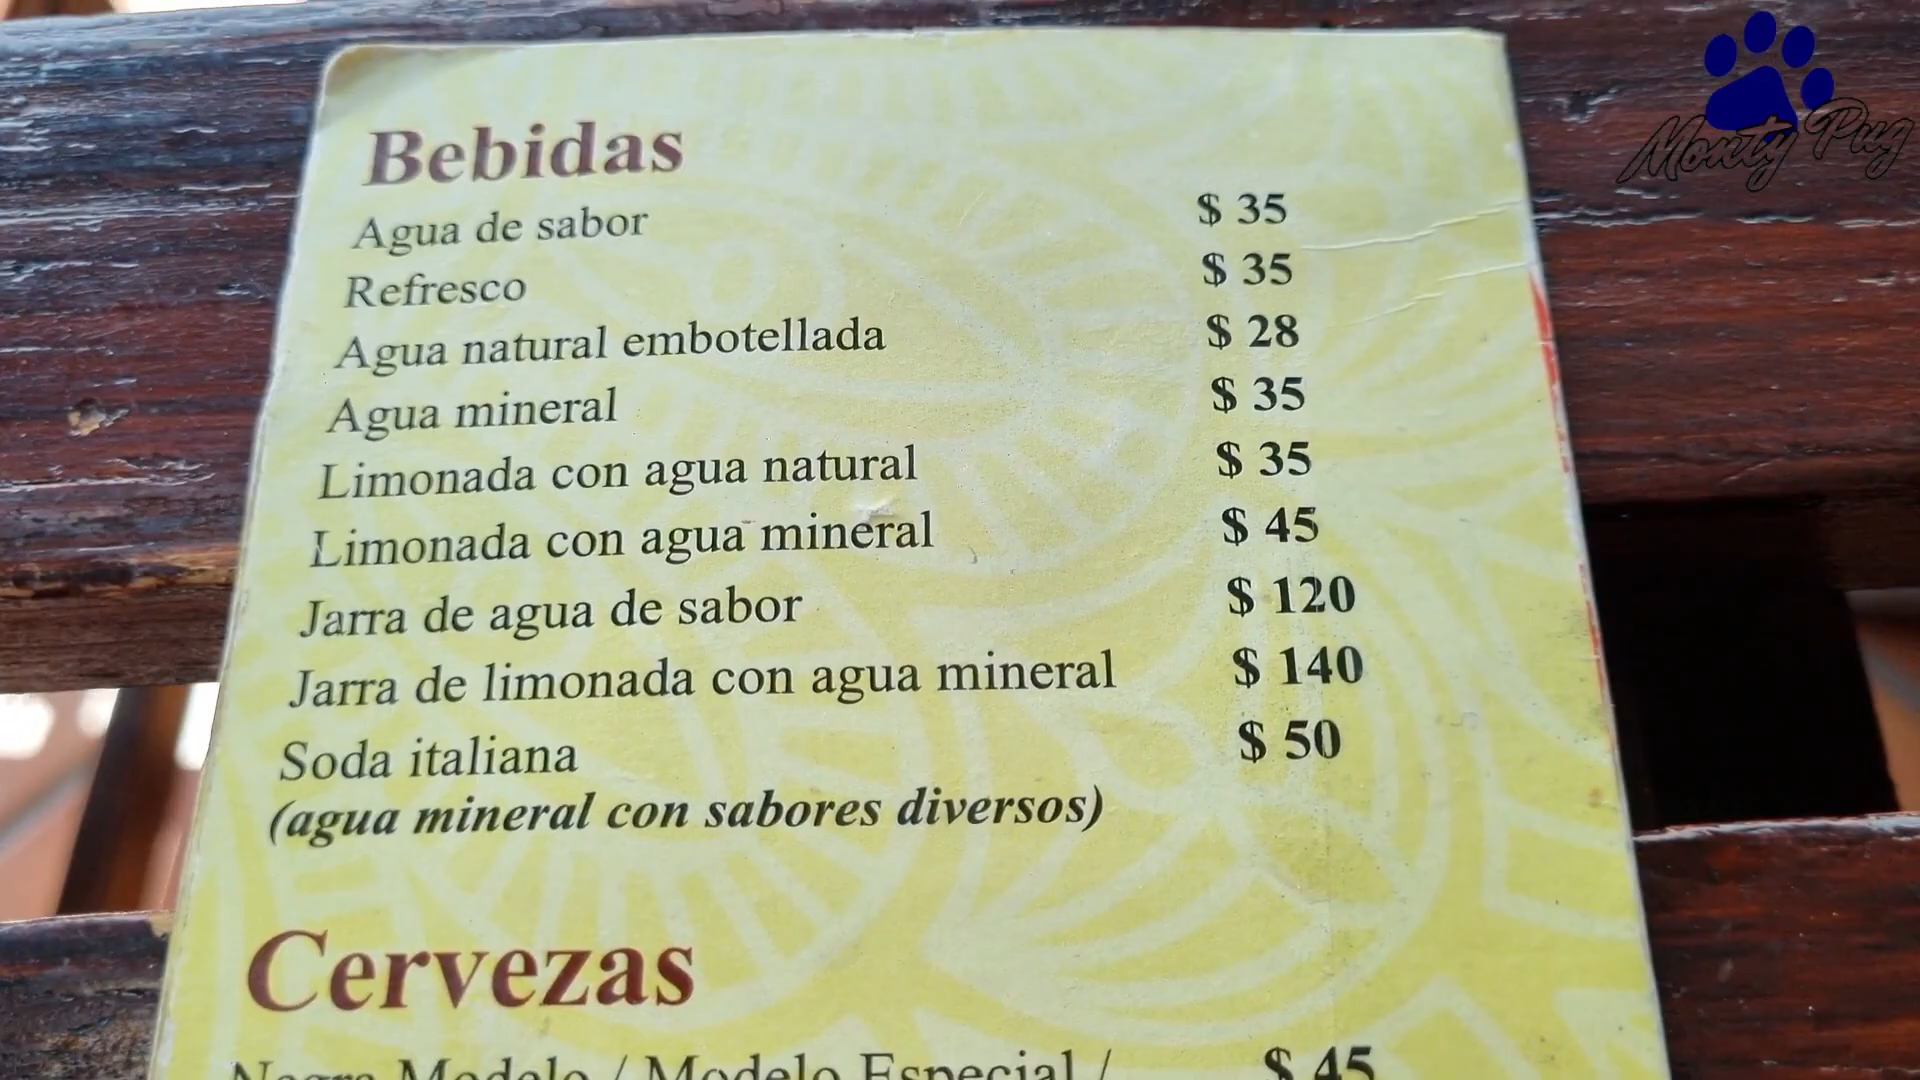 Monty Pug
Bebidas
Agua de sabor $ 35
Refresco $ 35
Agua natural embotellada $ 28
Agua mineral $ 35
Limonada con agua natural $ 35
Limonada con agua mineral $ 45
Jarra de agua de sabor $ 120
Jarra de limonada con agua mineral $ 140
Soda italiana $ 50
(agua mineral con sabores diversos)
Cervezas
Negra Modelo / Modelo Especial / $ 45